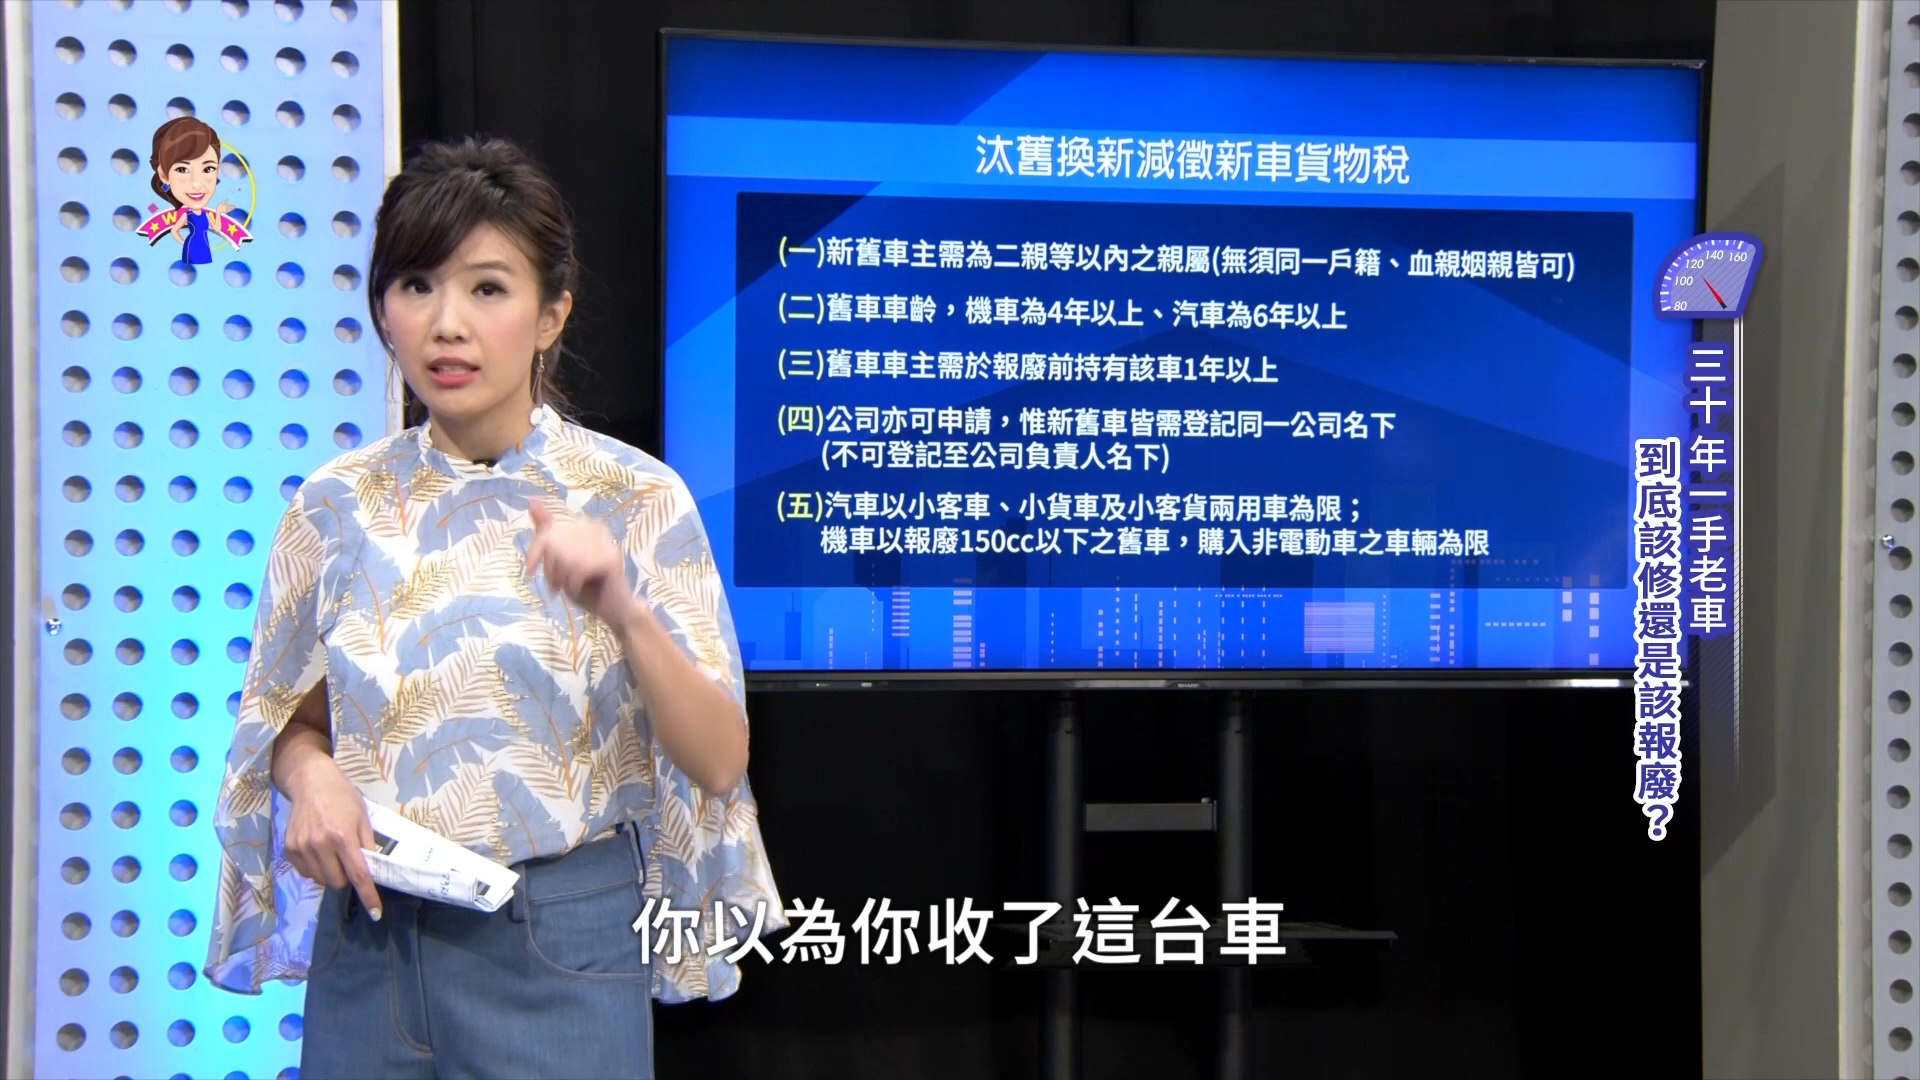 汰舊換新減徵新車貨物稅
(一)新舊車主需為二親等以內之親屬(無須同一戶籍、血親姻親皆可)
(二)舊車車齡，機車為4年以上、汽車為6年以上
(三)舊車車主需於報廢前持有該車1年以上
(四)公司亦可申請，惟新舊車皆需登記同一公司名下
(不可登記至公司負責人名下)
(五)汽車以小客車、小貨車及小客貨兩用車為限；
機車以報廢150cc以下之舊車，購入非電動車之車輛為限
W
80
100
120
140
160
三十年一手老車
到底該修還是該報廢？
你以為你收了這台車